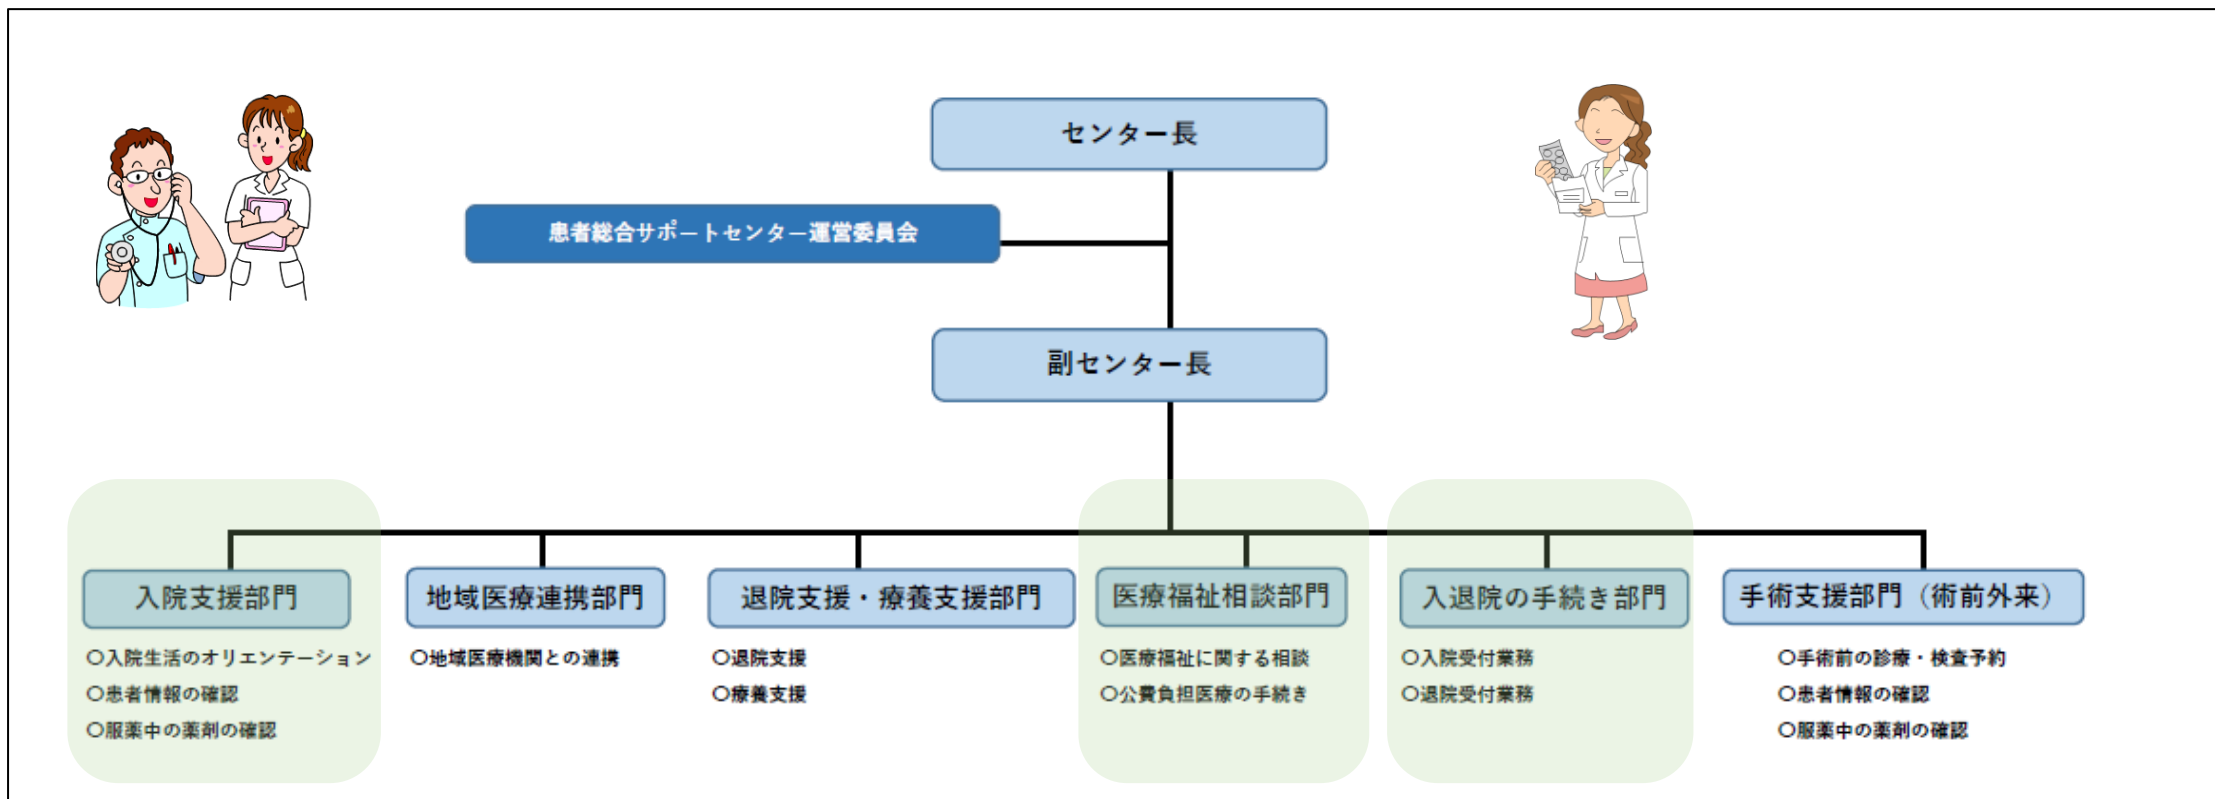 センター長
患者総合サポートセンター運営委員会
副センター長
入院支援部門
○入院生活のオリエンテーション
○患者情報の確認
○服薬中の薬剤の確認
地域医療連携部門
○地域医療機関との連携
退院支援・療養支援部門
○退院支援
○療養支援
医療福祉相談部門
○医療福祉に関する相談
○公費負担医療の手続き
入退院の手続き部門
○入院受付業務
○退院受付業務
手術支援部門（術前外来）
○手術前の診療・検査予約
○患者情報の確認
○服薬中の薬剤の確認